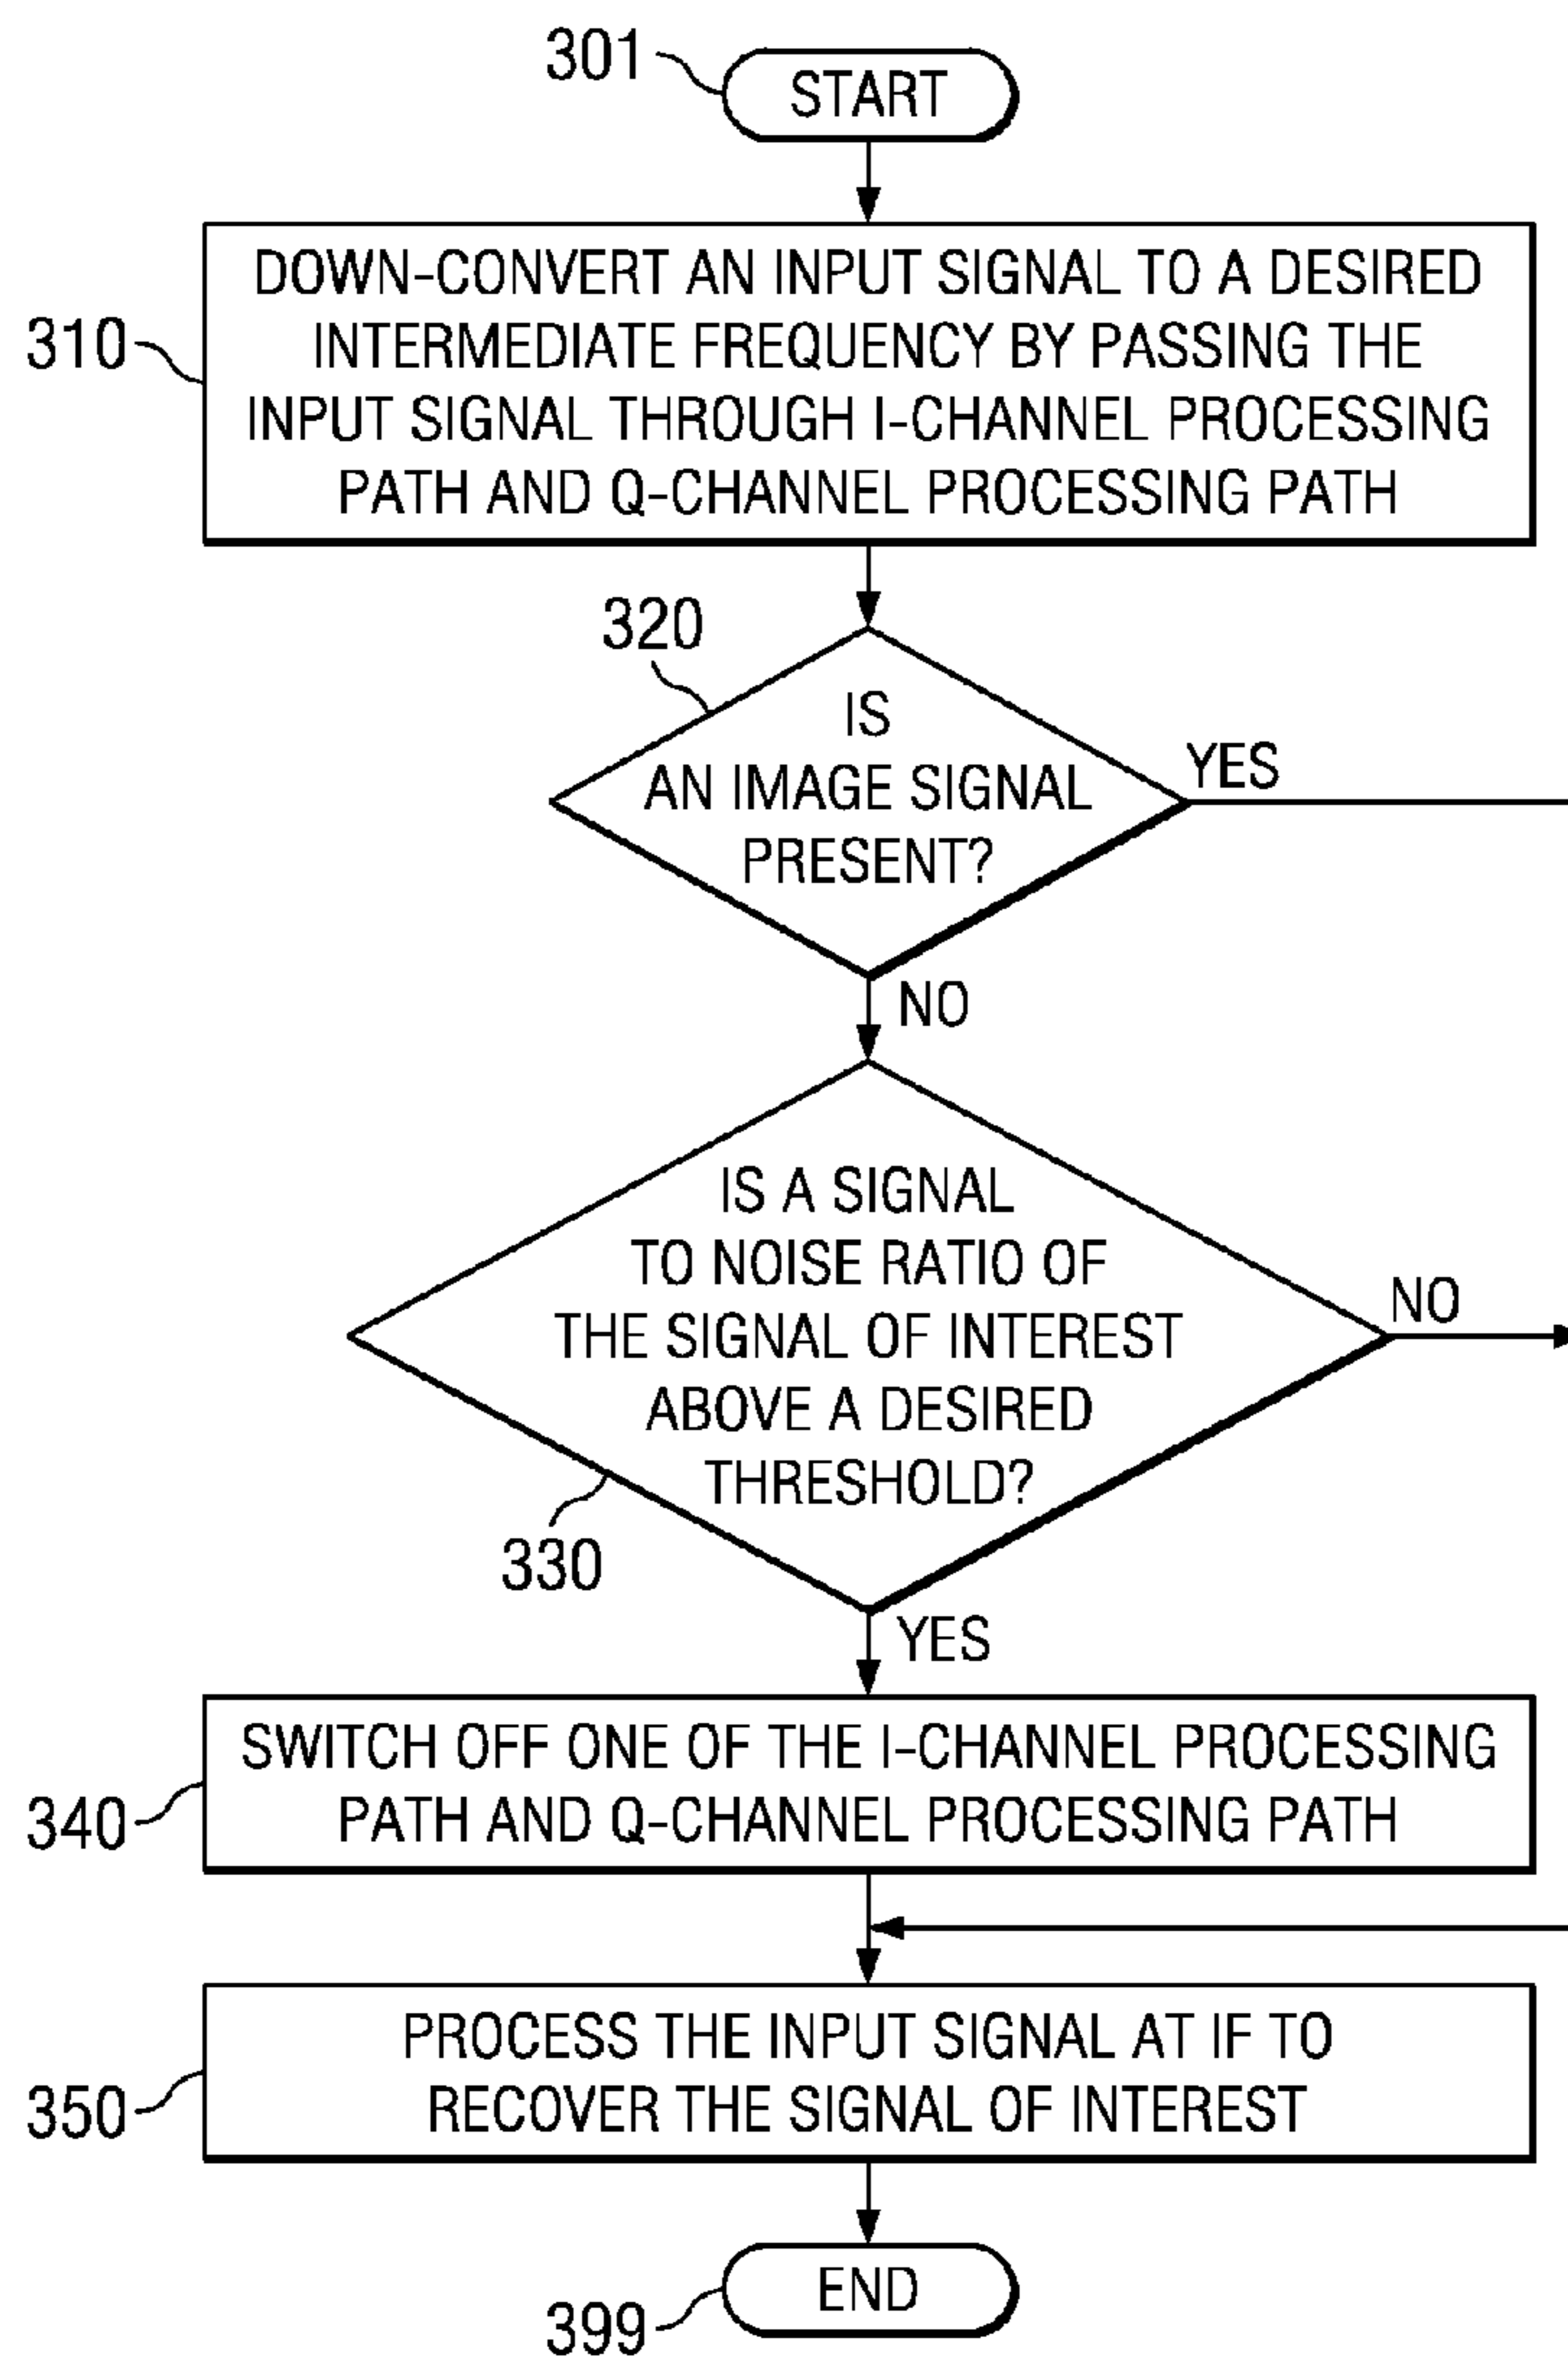 301
START
310
DOWN-CONVERT AN INPUT SIGNAL TO A DESIRED
INTERMEDIATE FREQUENCY BY PASSING THE
INPUT SIGNAL THROUGH I-CHANNEL PROCESSING
PATH AND Q-CHANNEL PROCESSING PATH
320
IS
AN IMAGE SIGNAL
PRESENT?
YES
NO
IS A SIGNAL
TO NOISE RATIO OF
THE SIGNAL OF INTEREST
ABOVE A DESIRED
THRESHOLD?
NO
330
YES
340
SWITCH OFF ONE OF THE I-CHANNEL PROCESSING
PATH AND Q-CHANNEL PROCESSING PATH
350
PROCESS THE INPUT SIGNAL AT IF TO
RECOVER THE SIGNAL OF INTEREST
END
399